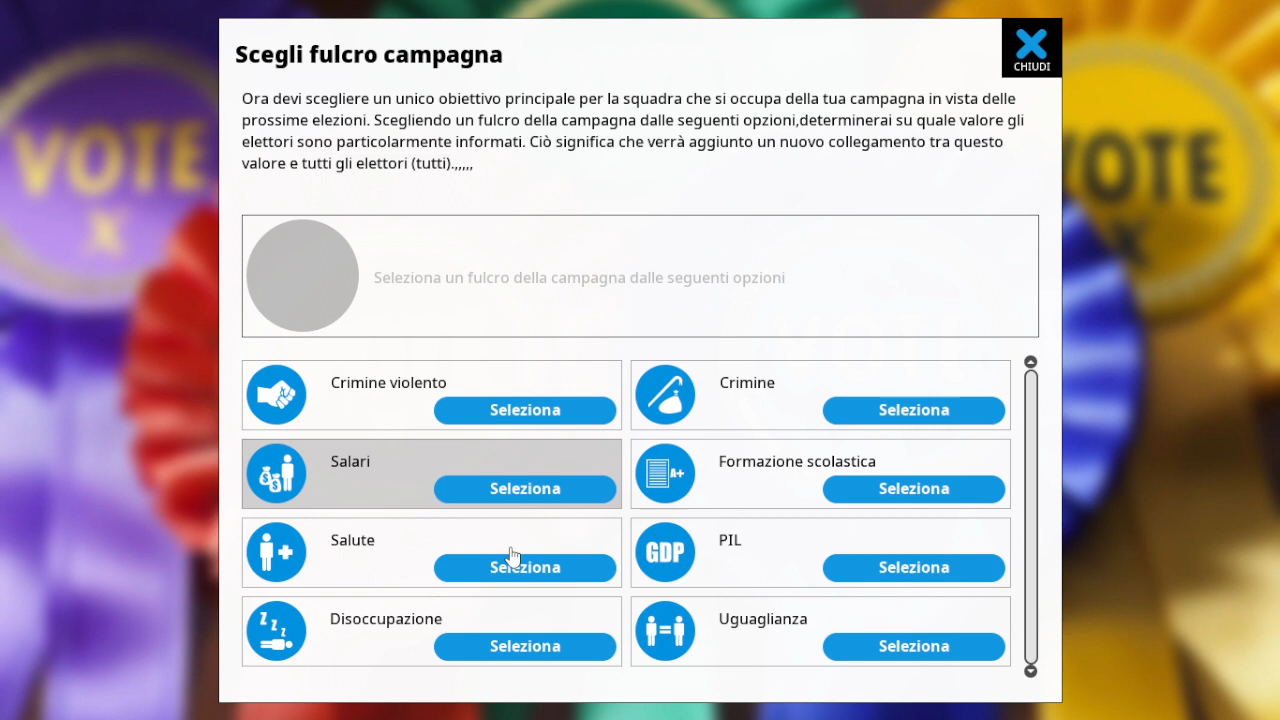 Scegli fulcro campagna
CHIUDI
Ora devi scegliere un unico obiettivo principale per la squadra che si occupa della tua campagna in vista delle
prossime elezioni. Scegliendo un fulcro della campagna dalle seguenti opzioni,determinerai su quale valore gli
elettori sono particolarmente informati. Ciò significa che verrà aggiunto un nuovo collegamento tra questo
valore e tutti gli elettori (tutti).,,,,,
Seleziona un fulcro della campagna dalle seguenti opzioni
Crimine violento
Seleziona
Crimine
Seleziona
Salari
Seleziona
A+
Formazione scolastica
Seleziona
Salute
Seleziona
GDP
PIL
Seleziona
Z Z Z
Disoccupazione
Seleziona
Uguaglianza
Seleziona
VOTE
X
VOTE
X